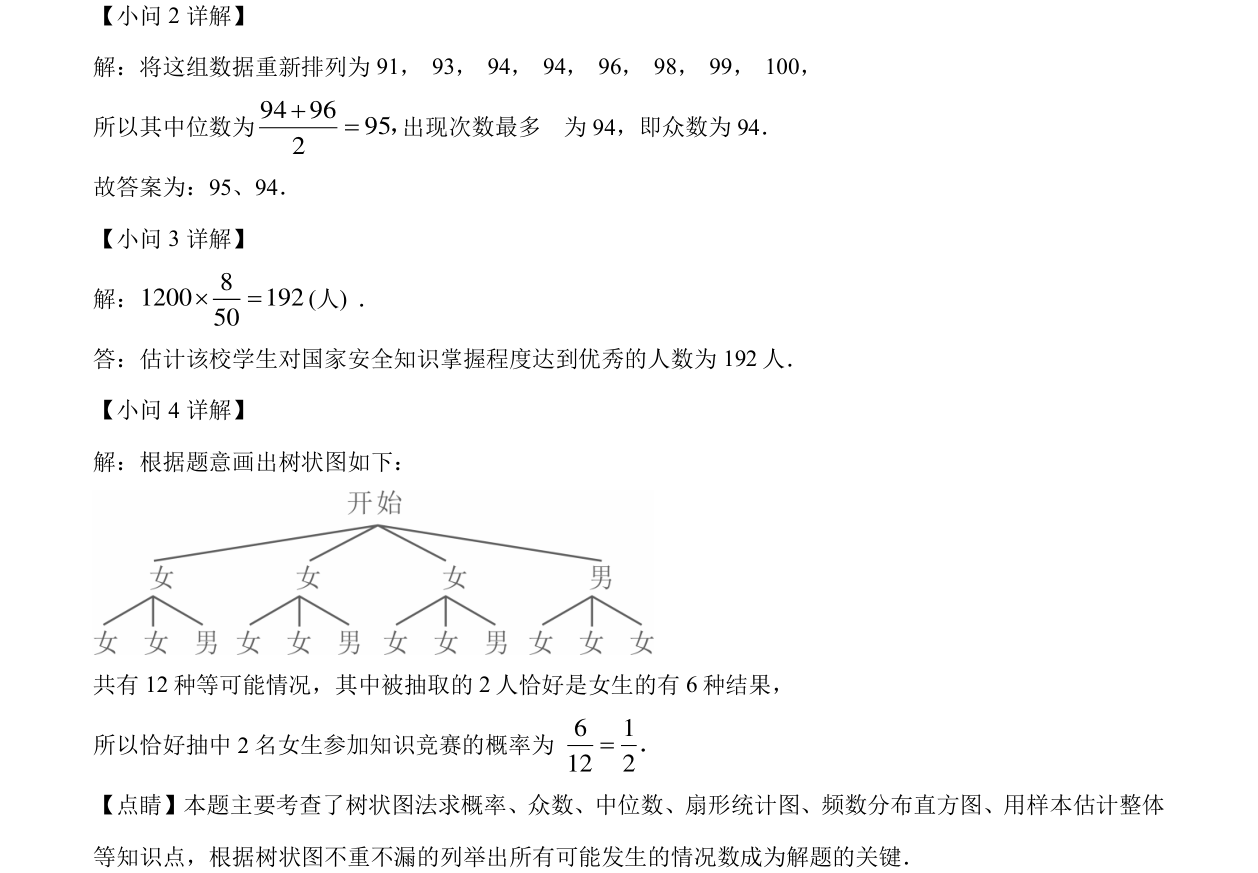 【小问 2 详解】
解：将这组数据重新排列为 91， 93， 94， 94， 96， 98， 99， 100，
所以其中位数为 \frac{94+96}{2}=95，出现次数最多 为 94，即众数为 94．
故答案为：95、94．
【小问 3 详解】
解：1200×\frac{8}{50}=192(人)．
答：估计该校学生对国家安全知识掌握程度达到优秀的人数为 192 人．
【小问 4 详解】
解：根据题意画出树状图如下：
开始
女 女 女 男
女 女 男 女 女 男 女 女 男 女 女 女
共有 12 种等可能情况，其中被抽取的 2 人恰好是女生的有 6 种结果，
所以恰好抽中 2 名女生参加知识竞赛的概率为 \frac{6}{12}=\frac{1}{2}．
【点睛】本题主要考查了树状图法求概率、众数、中位数、扇形统计图、频数分布直方图、用样本估计整体
等知识点，根据树状图不重不漏的列举出所有可能发生的情况数成为解题的关键．